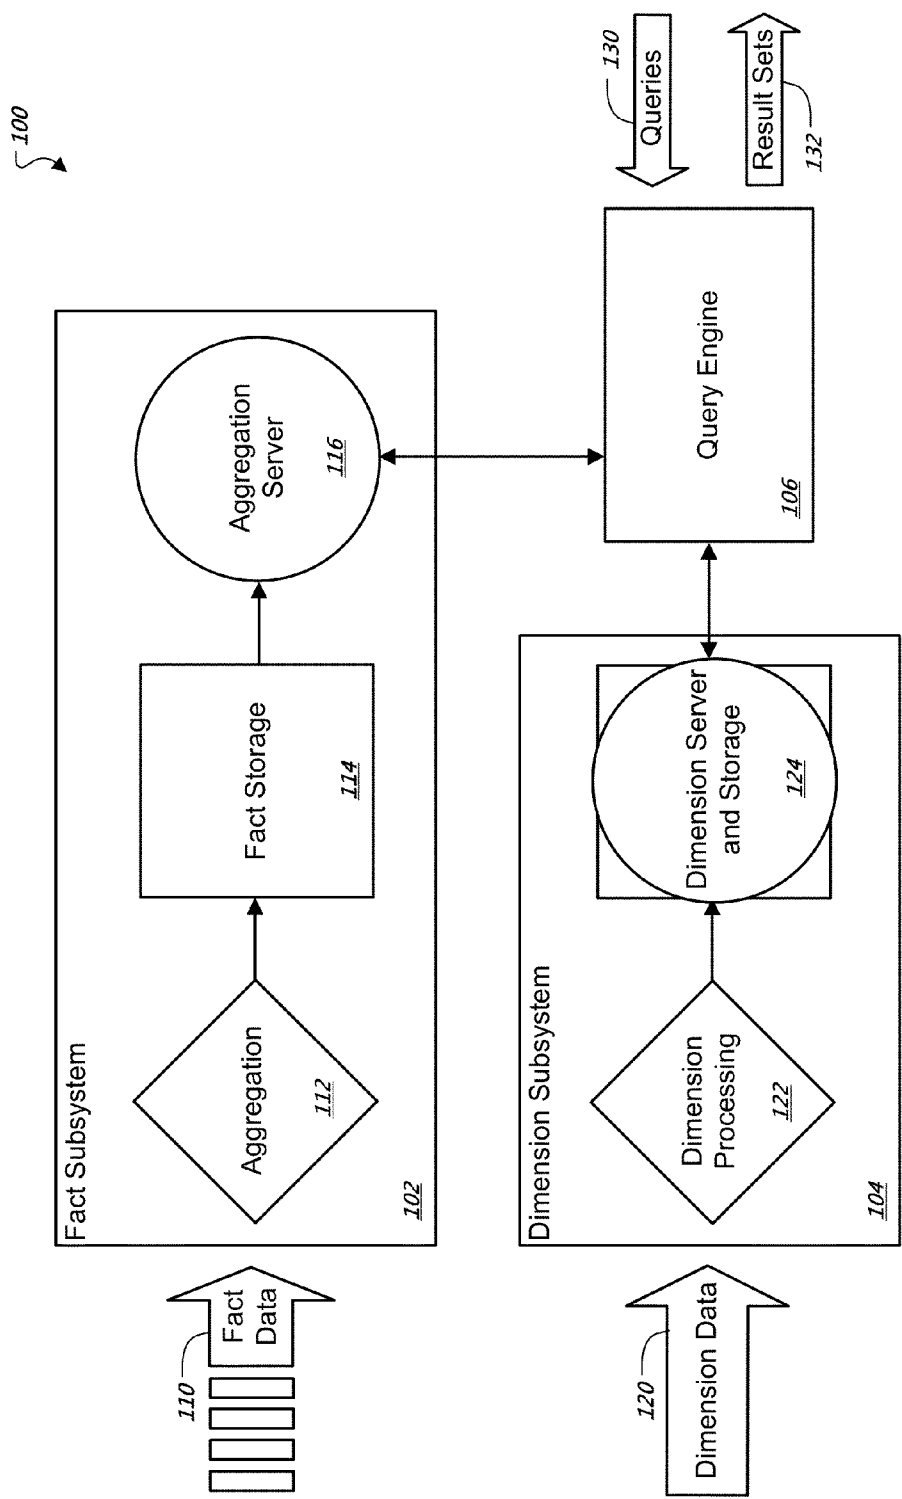 100
Fact Subsystem
102
110
Fact
Data
Aggregation
112
Fact Storage
114
Aggregation
Server
116
Dimension Subsystem
104
120
Dimension Data
Dimension
Processing
122
Dimension Server
and Storage
124
Query Engine
106
130
Queries
Result Sets
132